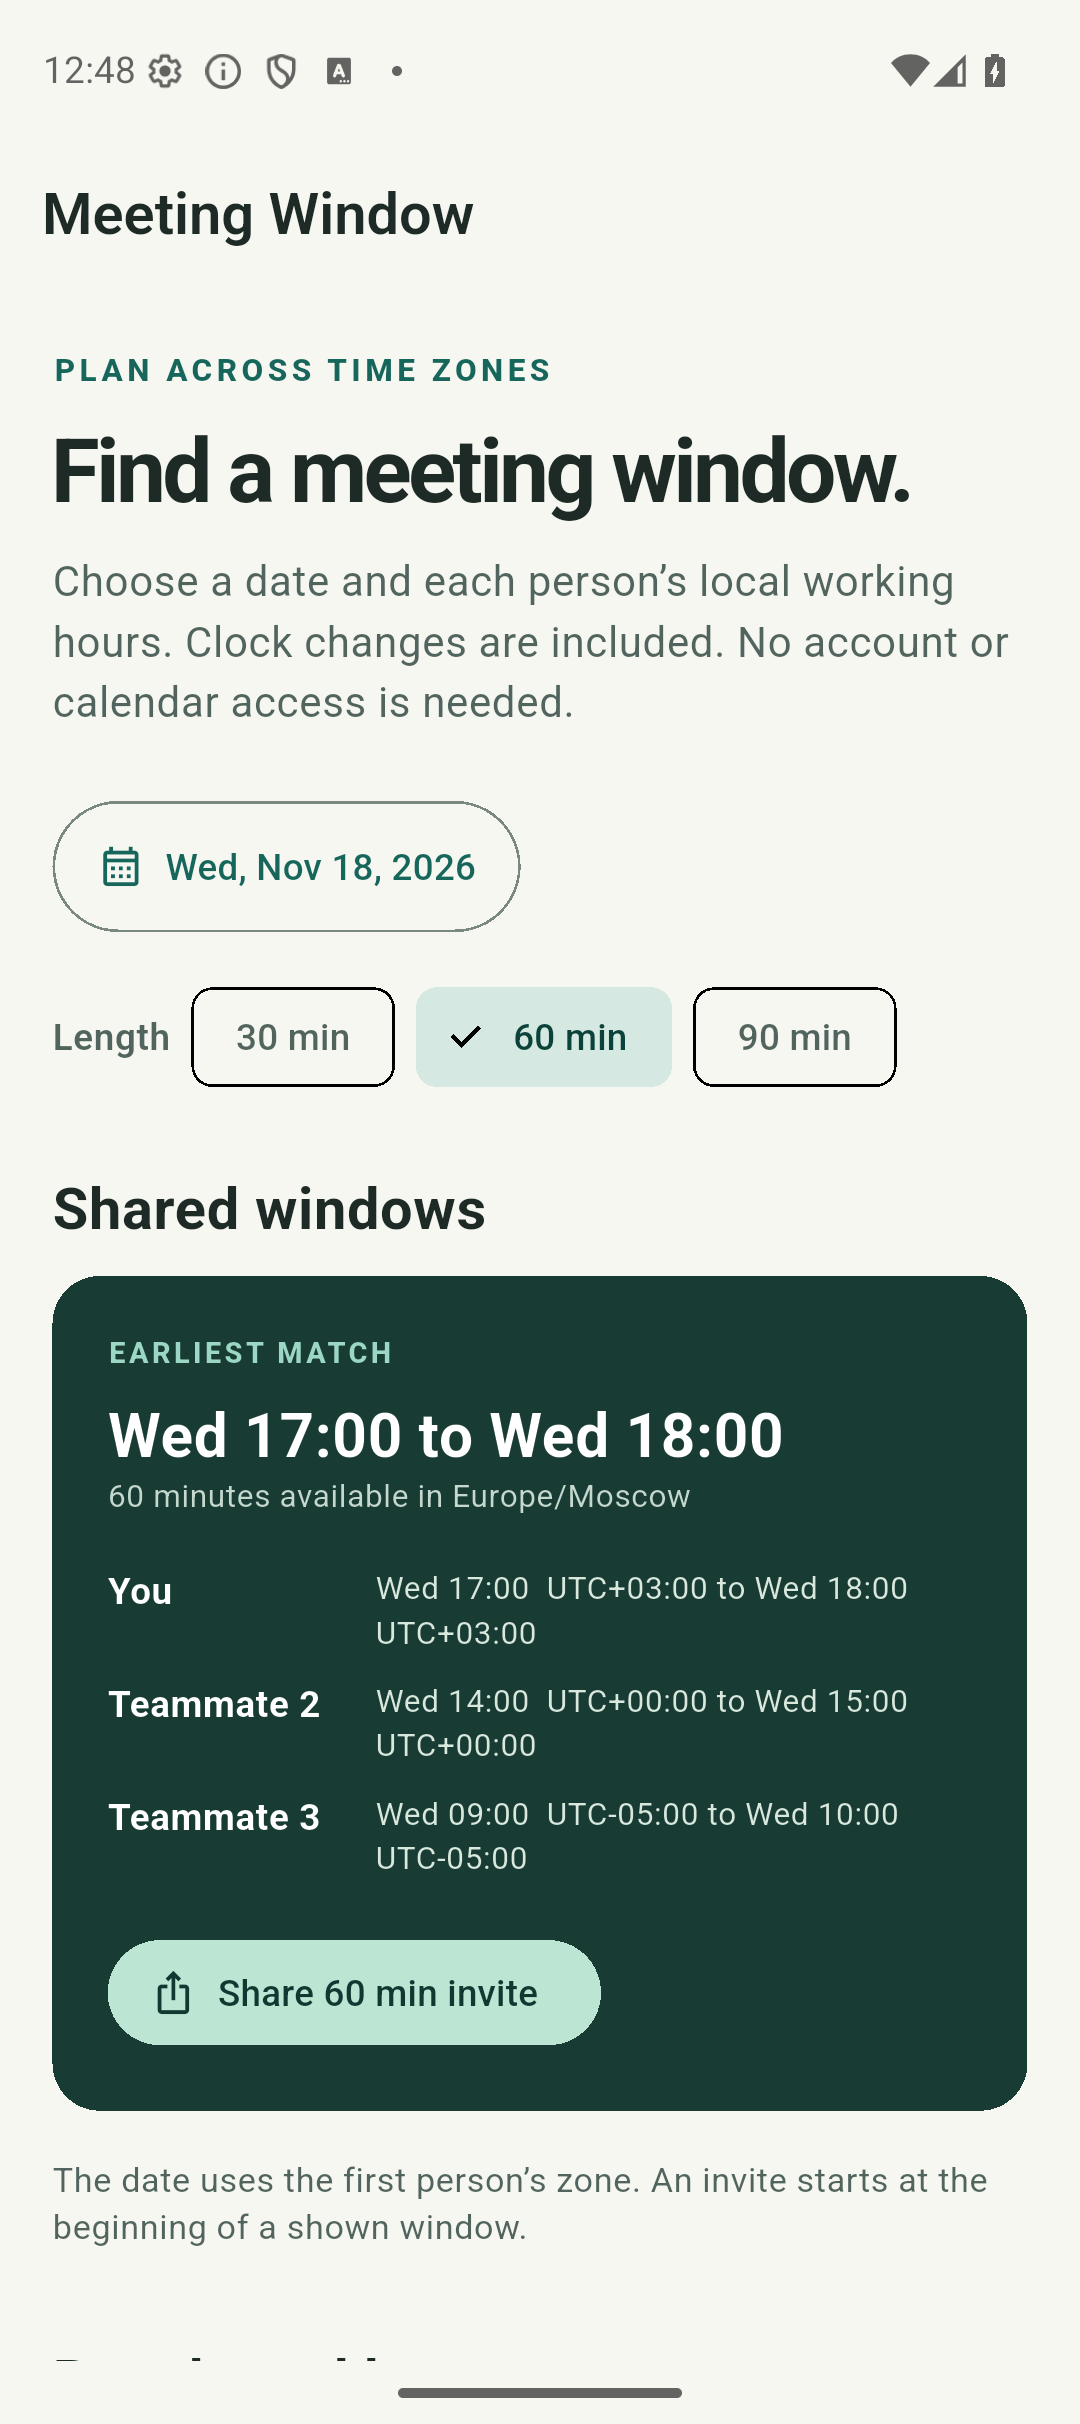 12:48
Meeting Window
PLAN ACROSS TIME ZONES
Find a meeting window.
Choose a date and each person’s local working
hours. Clock changes are included. No account or
calendar access is needed.
Wed, Nov 18, 2026
Length 30 min 60 min 90 min
Shared windows
EARLIEST MATCH
Wed 17:00 to Wed 18:00
60 minutes available in Europe/Moscow
You Wed 17:00 UTC+03:00 to Wed 18:00
UTC+03:00
Teammate 2 Wed 14:00 UTC+00:00 to Wed 15:00
UTC+00:00
Teammate 3 Wed 09:00 UTC-05:00 to Wed 10:00
UTC-05:00
Share 60 min invite
The date uses the first person’s zone. An invite starts at the
beginning of a shown window.